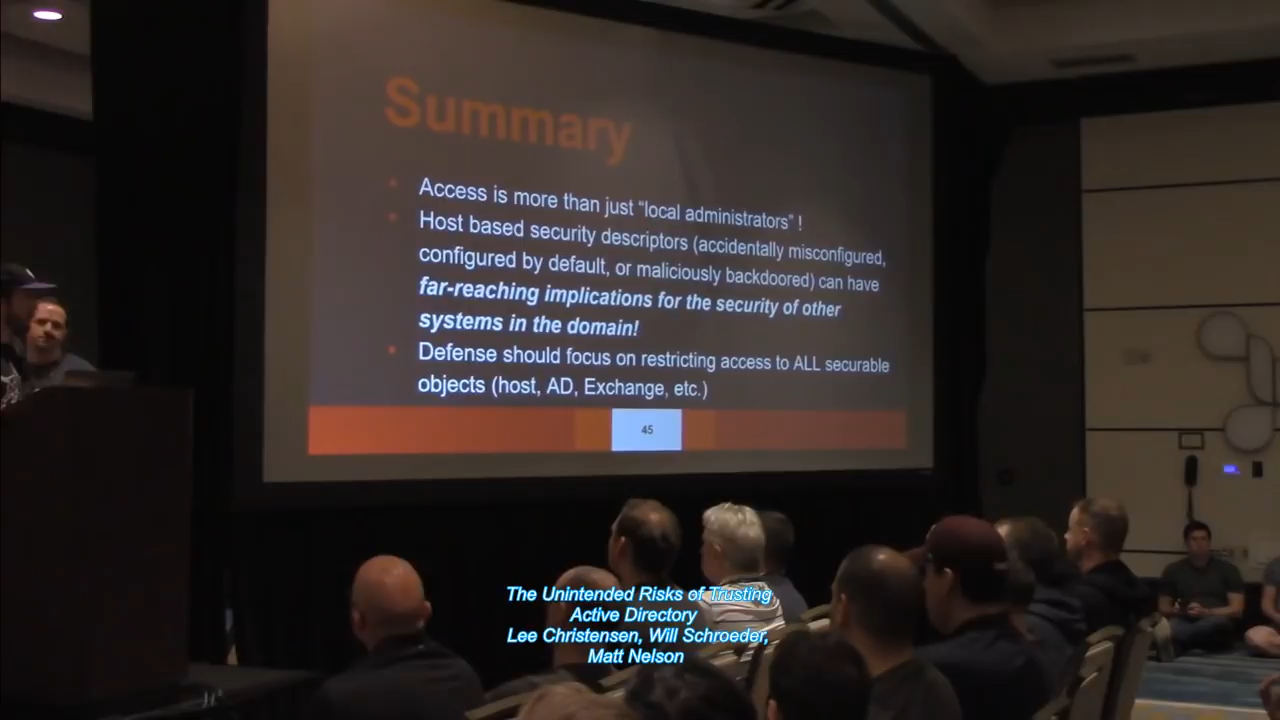 Summary
Access is more than just “local administrators” !
Host based security descriptors (accidentally misconfigured,
configured by default, or maliciously backdoored) can have
far-reaching implications for the security of other
systems in the domain!
Defense should focus on restricting access to ALL securable
objects (host, AD, Exchange, etc.)
45
The Unintended Risks of Trusting
Active Directory
Lee Christensen, Will Schroeder,
Matt Nelson